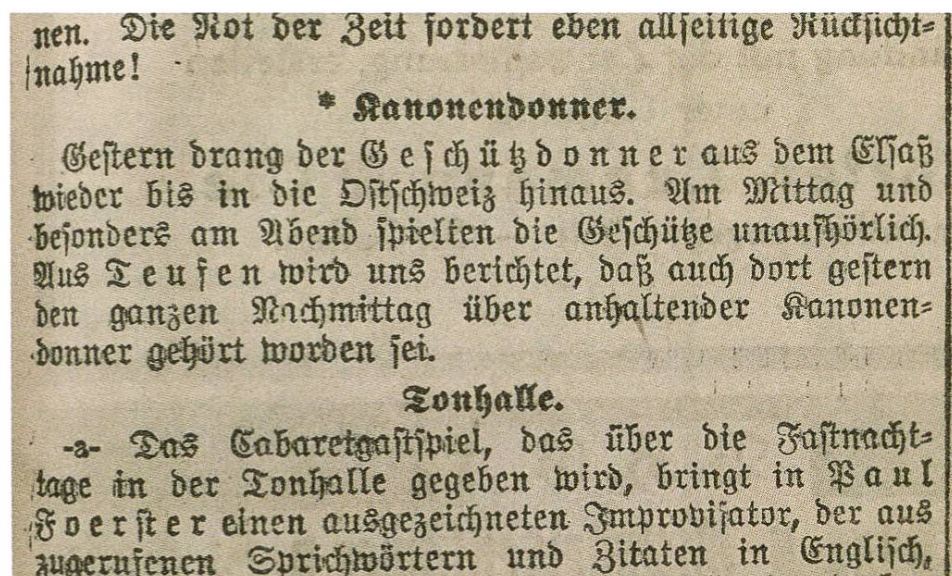 nen. Die Not der Zeit fordert eben allseitige Rücksicht-
nahme!
* Kanonendonner.
Gestern drang der Geschützdonner aus dem Elsaß
wieder bis in die Ostschweiz hinaus. Am Mittag und
besonders am Abend spielten die Geschütze unaufhörlich.
Aus Teufen wird uns berichtet, daß auch dort gestern
den ganzen Nachmittag über anhaltender Kanonen-
donner gehört worden sei.
Tonhalle.
-a- Das Cabaretgastspiel, das über die Fastnacht-
tage in der Tonhalle gegeben wird, bringt in Paul
Foerster einen ausgezeichneten Improvisator, der aus
zugerufenen Sprichwörtern und Zitaten in Englisch,